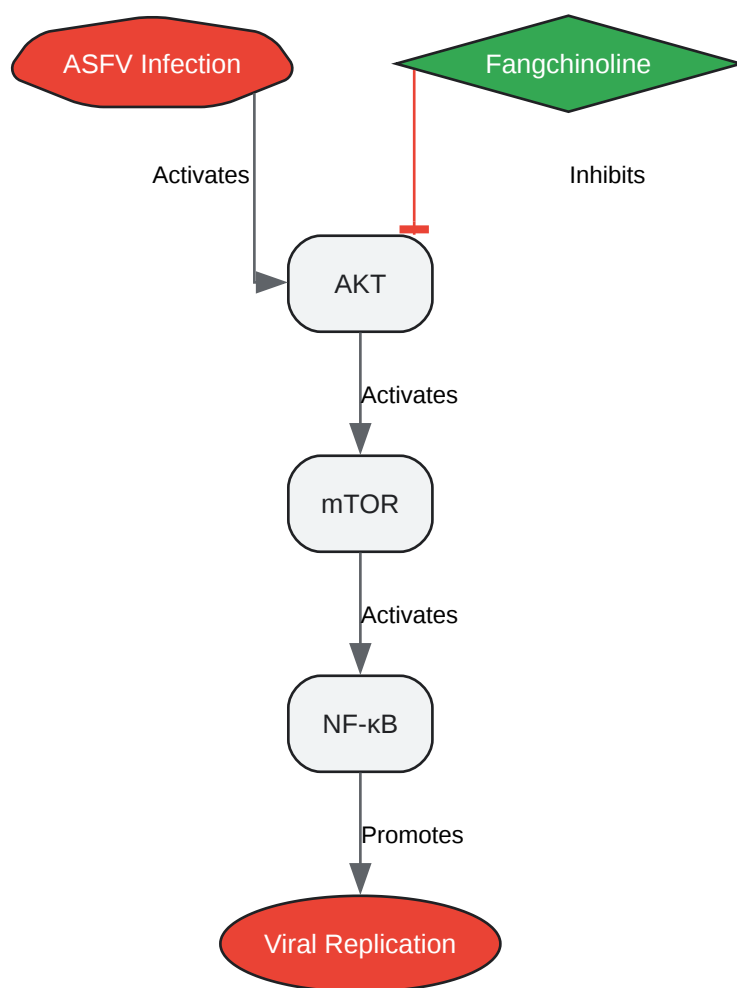 ASFV Infection
Fangchinoline
Activates
Inhibits
AKT
Activates
mTOR
Activates
NF-κB
Promotes
Viral Replication